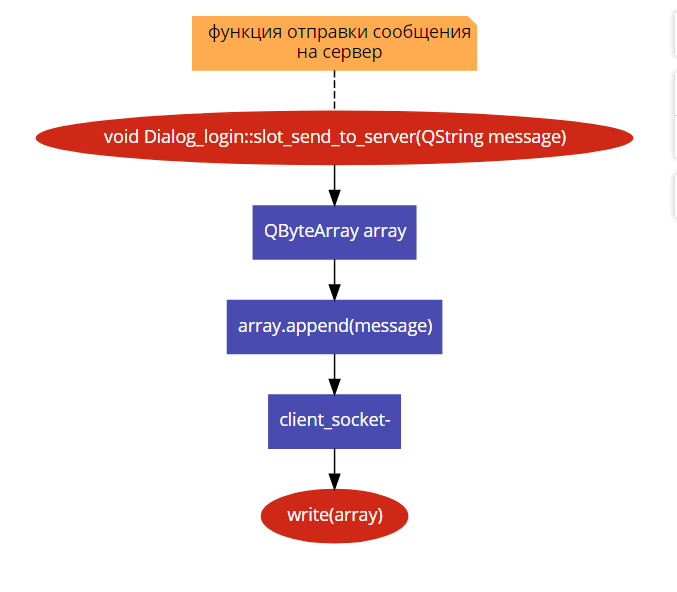 функция отправки сообщения
на сервер
void Dialog_login::slot_send_to_server(QString message)
QByteArray array
array.append(message)
client_socket-
write(array)